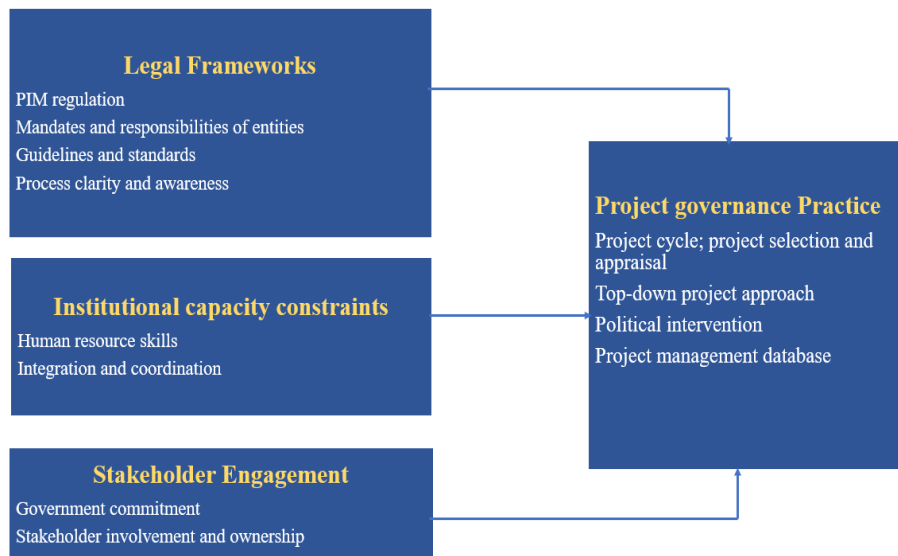 Legal Frameworks
PIM regulation
Mandates and responsibilities of entities
Guidelines and standards
Process clarity and awareness
Institutional capacity constraints
Human resource skills
Integration and coordination
Stakeholder Engagement
Government commitment
Stakeholder involvement and ownership
Project governance Practice
Project cycle; project selection and
appraisal
Top-down project approach
Political intervention
Project management database